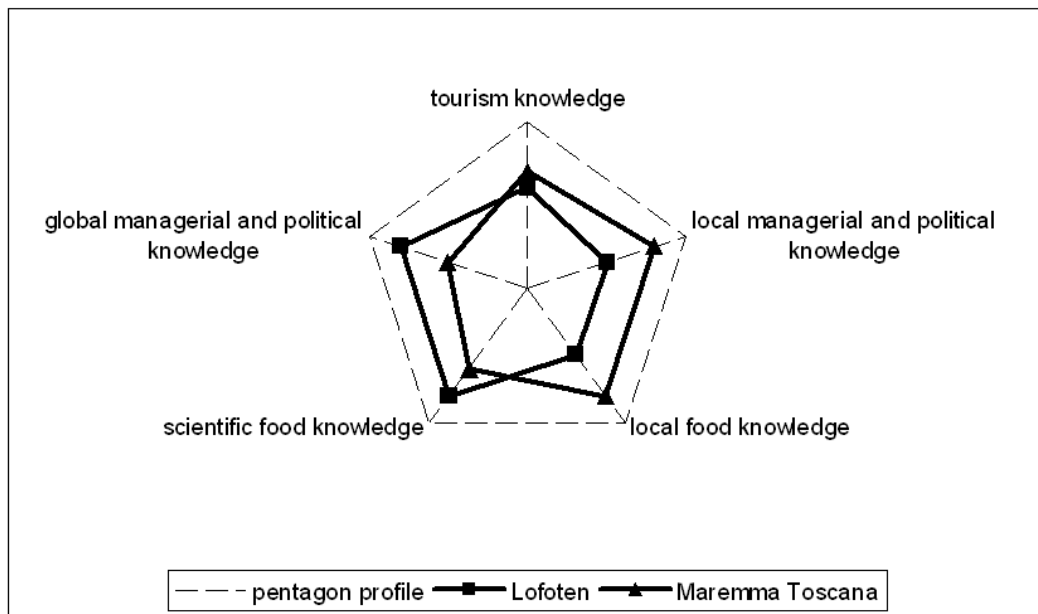 tourism knowledge
global managerial and political
knowledge
local managerial and political
knowledge
scientific food knowledge
local food knowledge
pentagon profile
Lofoten
Maremma Toscana